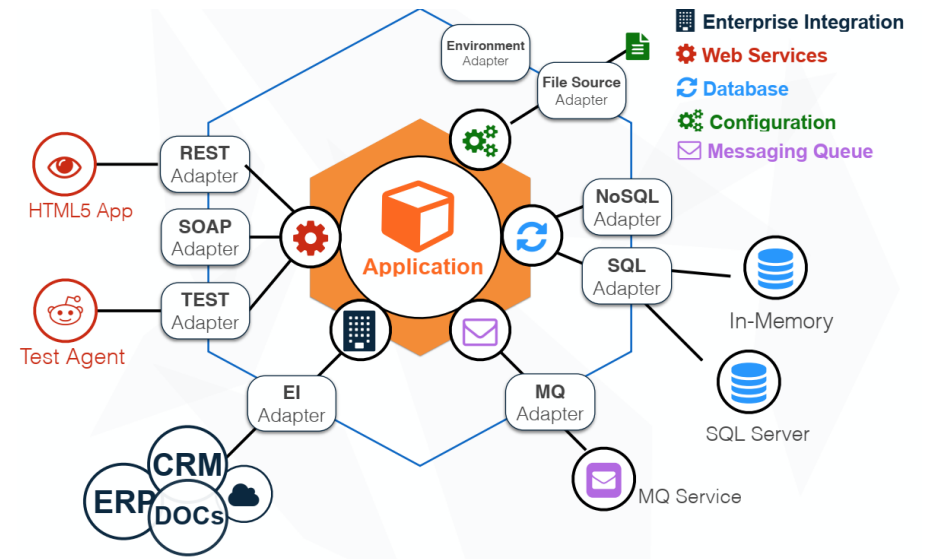 Enterprise Integration
Web Services
Database
Configuration
Messaging Queue
Environment
Adapter
File Source
Adapter
REST
Adapter
HTML5 App
SOAP
Adapter
TEST
Adapter
Test Agent
Application
NoSQL
Adapter
SQL
Adapter
In-Memory
SQL Server
EI
Adapter
MQ
Adapter
MQ Service
CRM
ERP
DOCs